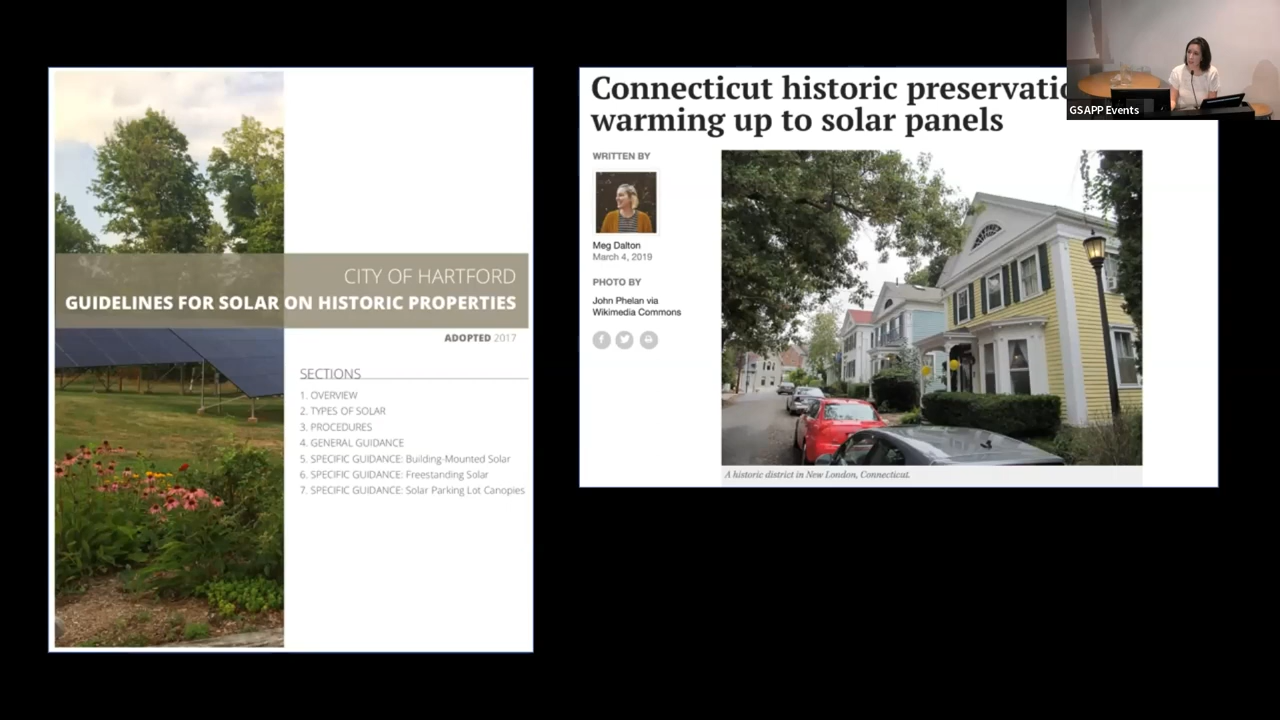 CITY OF HARTFORD
GUIDELINES FOR SOLAR ON HISTORIC PROPERTIES
ADOPTED 2017
SECTIONS
1. OVERVIEW
2. TYPES OF SOLAR
3. PROCEDURES
4. GENERAL GUIDANCE
5. SPECIFIC GUIDANCE: Building-Mounted Solar
6. SPECIFIC GUIDANCE: Freestanding Solar
7. SPECIFIC GUIDANCE: Solar Parking Lot Canopies
Connecticut historic preservatio
warming up to solar panels
WRITTEN BY
Meg Dalton
March 4, 2019
PHOTO BY
John Phelan via
Wikimedia Commons
A historic district in New London, Connecticut.
GSAPP Events